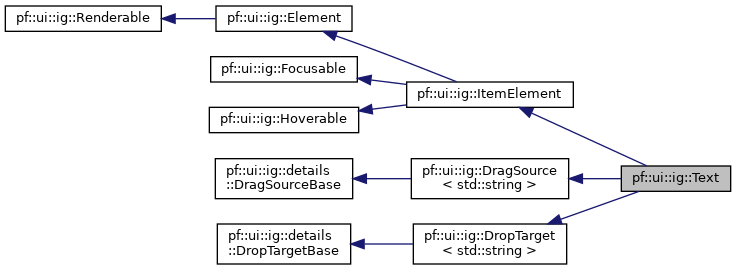 pf::ui::ig::Renderable
pf::ui::ig::Element
pf::ui::ig::Focusable
pf::ui::ig::ItemElement
pf::ui::ig::Hoverable
pf::ui::ig::details
::DragSourceBase
pf::ui::ig::DragSource
< std::string >
pf::ui::ig::Text
pf::ui::ig::details
::DropTargetBase
pf::ui::ig::DropTarget
< std::string >